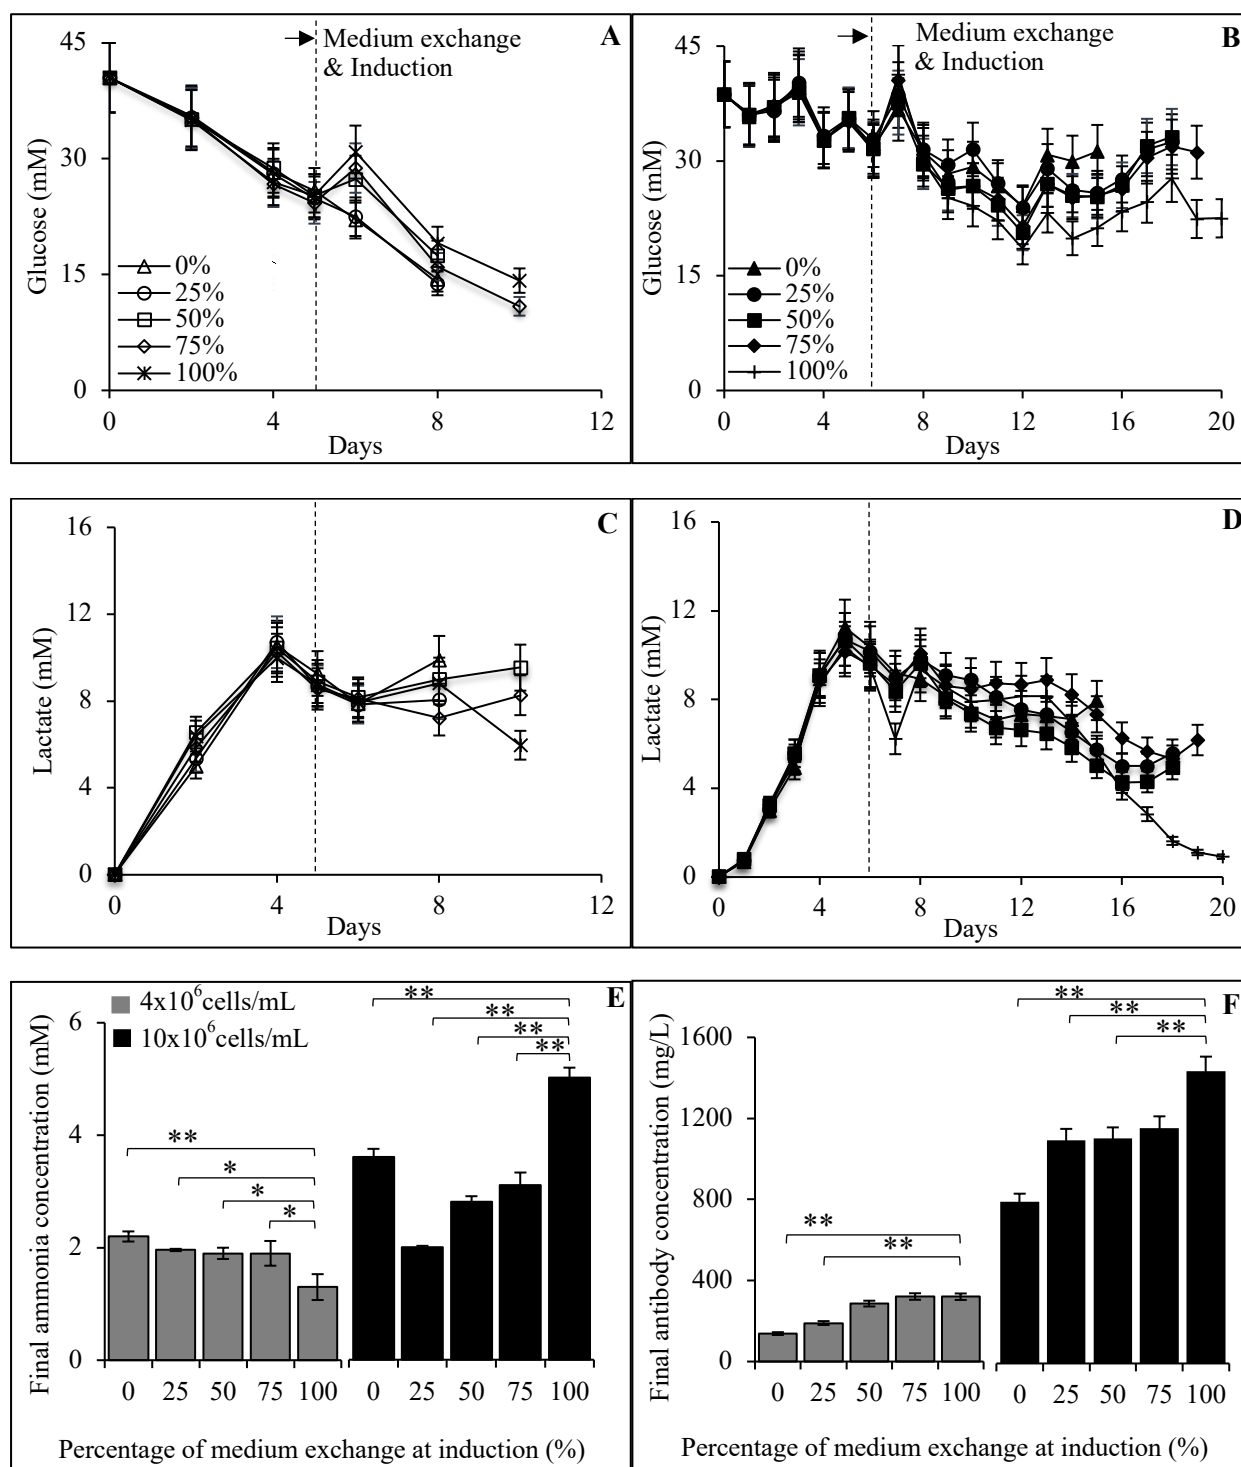 A
Medium exchange
& Induction
Glucose (mM)
45
30
15
0
0%
25%
50%
75%
100%
0 4 8 12
Days
B
Medium exchange
& Induction
Glucose (mM)
45
30
15
0
0%
25%
50%
75%
100%
0 4 8 12 16 20
Days
C
Lactate (mM)
16
12
8
4
0
0 4 8 12
Days
D
Lactate (mM)
16
12
8
4
0
0 4 8 12 16 20
Days
E
4x10⁶cells/mL
10x10⁶cells/mL
Final ammonia concentration (mM)
6
4
2
0
**
**
**
**
**
*
*
*
0 25 50 75 100 0 25 50 75 100
Percentage of medium exchange at induction (%)
F
Final antibody concentration (mg/L)
1600
1200
800
400
0
**
**
**
**
**
0 25 50 75 100 0 25 50 75 100
Percentage of medium exchange at induction (%)